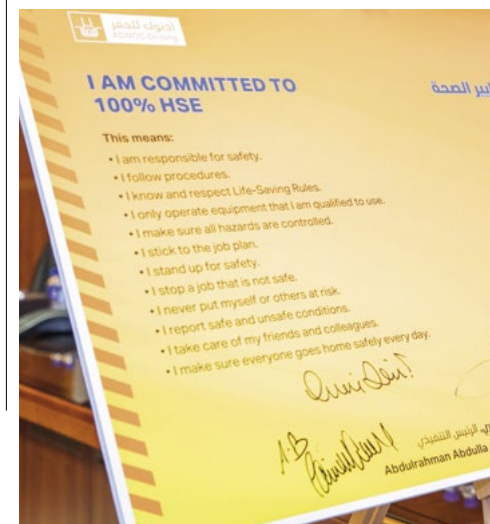 أدنوك للحفر
ADNOC Drilling
I AM COMMITTED TO
100% HSE
This means:
• I am responsible for safety.
• I follow procedures.
• I know and respect Life-Saving Rules.
• I only operate equipment that I am qualified to use.
• I make sure all hazards are controlled.
• I stick to the job plan.
• I stand up for safety.
• I stop a job that is not safe.
• I never put myself or others at risk.
• I report safe and unsafe conditions.
• I take care of my friends and colleagues.
• I make sure everyone goes home safely every day.
الصحة
الرئيس التنفيذي
Abdulrahman Abdulla